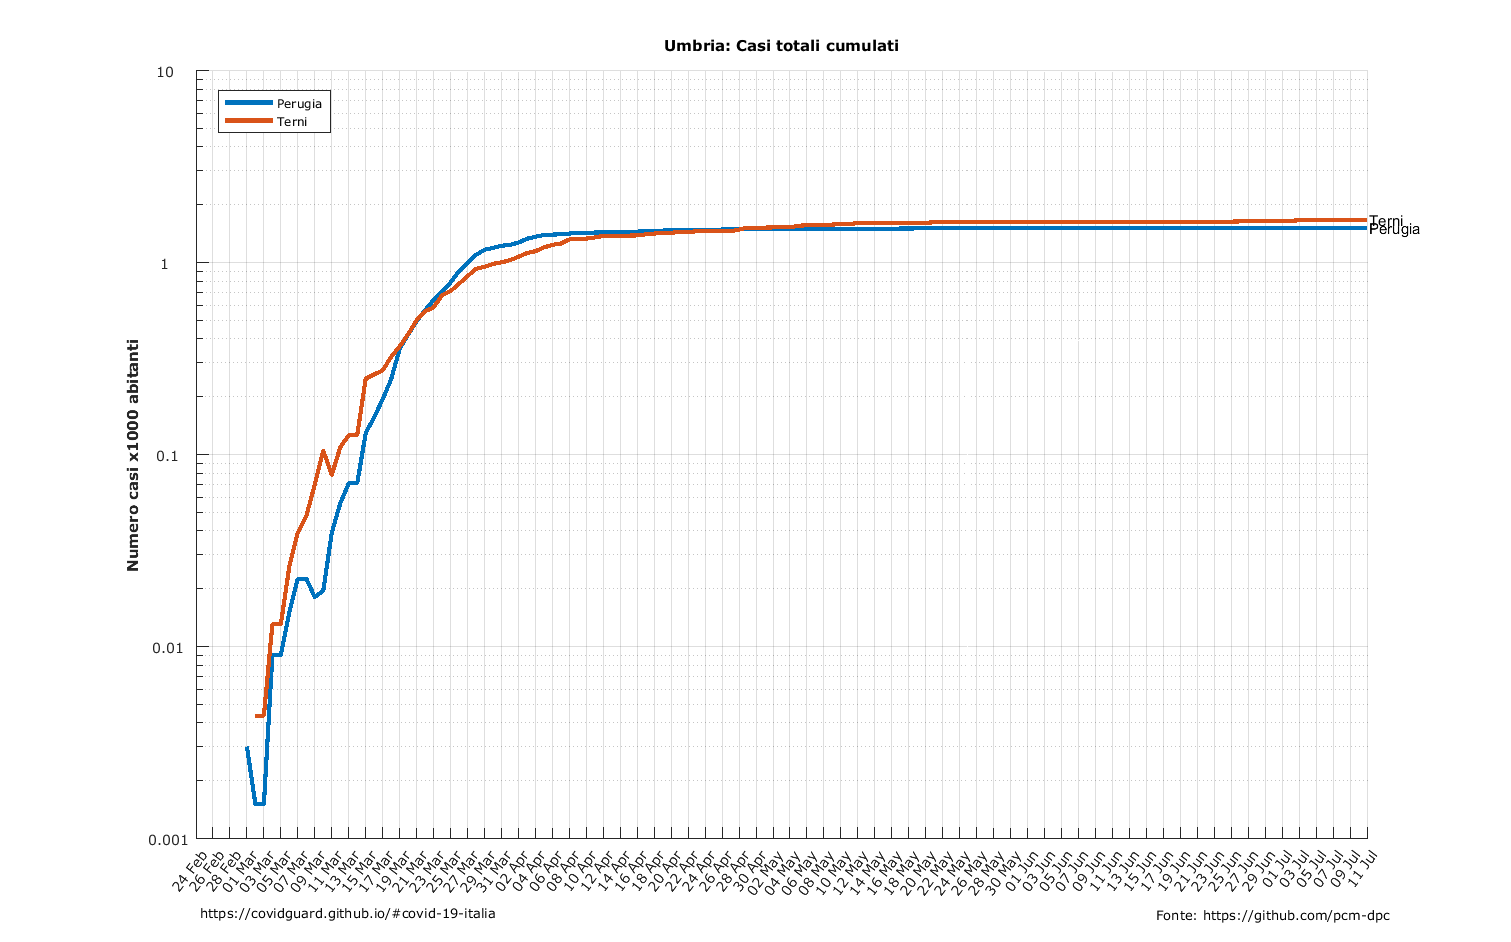 Umbria: Casi totali cumulati
10
1
0.1
0.01
0.001
Numero casi x1000 abitanti
Perugia
Terni
Terni
Perugia
24 Feb
26 Feb
28 Feb
01 Mar
03 Mar
05 Mar
07 Mar
09 Mar
11 Mar
13 Mar
15 Mar
17 Mar
19 Mar
21 Mar
23 Mar
25 Mar
27 Mar
29 Mar
31 Mar
02 Apr
04 Apr
06 Apr
08 Apr
10 Apr
12 Apr
14 Apr
16 Apr
18 Apr
20 Apr
22 Apr
24 Apr
26 Apr
28 Apr
30 Apr
02 May
04 May
06 May
08 May
10 May
12 May
14 May
16 May
18 May
20 May
22 May
24 May
26 May
28 May
30 May
01 Jun
03 Jun
05 Jun
07 Jun
09 Jun
11 Jun
13 Jun
15 Jun
17 Jun
19 Jun
21 Jun
23 Jun
25 Jun
27 Jun
29 Jun
01 Jul
03 Jul
05 Jul
07 Jul
09 Jul
11 Jul
https://covidguard.github.io/#covid-19-italia
Fonte: https://github.com/pcm-dpc